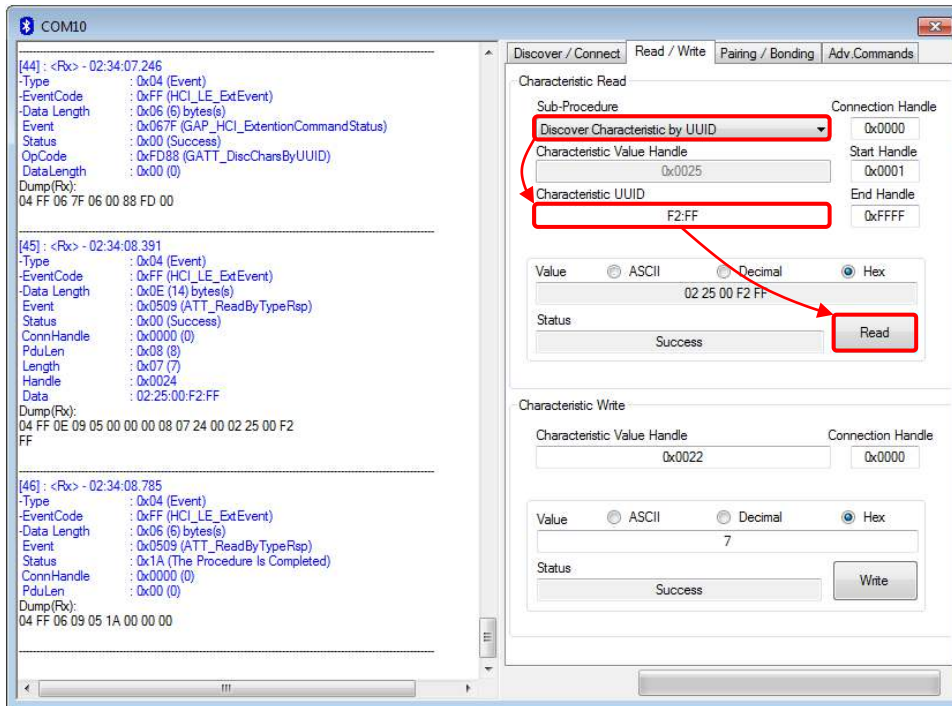 COM10
[44] : <Rx> - 02:34:07.246
-Type : 0x04 (Event)
-EventCode : 0xFF (HCI_LE_ExtEvent)
-Data Length : 0x06 (6) bytes(s)
Event : 0x067F (GAP_HCI_ExtentionCommandStatus)
Status : 0x00 (Success)
OpCode : 0xFD88 (GATT_DiscCharsByUUID)
DataLength : 0x00 (0)
Dump(Rx):
04 FF 06 7F 06 00 88 FD 00
[45] : <Rx> - 02:34:08.391
-Type : 0x04 (Event)
-EventCode : 0xFF (HCI_LE_ExtEvent)
-Data Length : 0x0E (14) bytes(s)
Event : 0x0509 (ATT_ReadByTypeRsp)
Status : 0x00 (Success)
ConnHandle : 0x0000 (0)
PduLen : 0x08 (8)
Length : 0x07 (7)
Handle : 0x0024
Data : 02:25:00:F2:FF
Dump(Rx):
04 FF 0E 09 05 00 00 00 08 07 24 00 02 25 00 F2
FF
[46] : <Rx> - 02:34:08.785
-Type : 0x04 (Event)
-EventCode : 0xFF (HCI_LE_ExtEvent)
-Data Length : 0x06 (6) bytes(s)
Event : 0x0509 (ATT_ReadByTypeRsp)
Status : 0x1A (The Procedure Is Completed)
ConnHandle : 0x0000 (0)
PduLen : 0x00 (0)
Dump(Rx):
04 FF 06 09 05 1A 00 00 00
Discover / Connect Read / Write Pairing / Bonding Adv.Commands
Characteristic Read
Sub-Procedure Connection Handle
Discover Characteristic by UUID 0x0000
Characteristic Value Handle Start Handle
0x0025 0x0001
Characteristic UUID End Handle
F2:FF 0xFFFF
Value ASCII Decimal Hex
02 25 00 F2 FF
Status
Success Read
Characteristic Write
Characteristic Value Handle Connection Handle
0x0022 0x0000
Value ASCII Decimal Hex
7
Status
Success Write